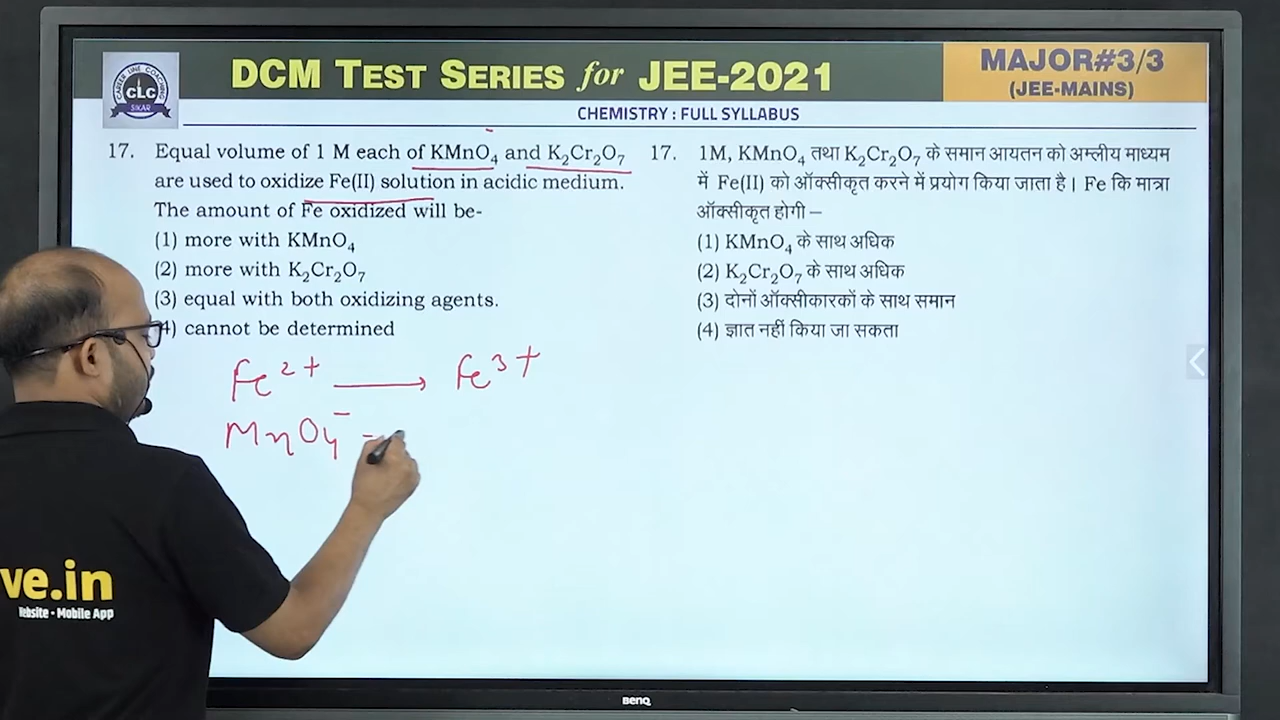 DCM TEST SERIES for JEE-2021
MAJOR#3/3
(JEE-MAINS)
CAREER LINE COACHING
CLC
SIKAR
CHEMISTRY : FULL SYLLABUS
17. Equal volume of 1 M each of KMnO₄ and K₂Cr₂O₇
are used to oxidize Fe(II) solution in acidic medium.
The amount of Fe oxidized will be-
(1) more with KMnO₄
(2) more with K₂Cr₂O₇
(3) equal with both oxidizing agents.
4) cannot be determined
17. 1M, KMnO₄ तथा K₂Cr₂O₇ के समान आयतन को अम्लीय माध्यम
में Fe(II) को ऑक्सीकृत करने में प्रयोग किया जाता है। Fe कि मात्रा
ऑक्सीकृत होगी –
(1) KMnO₄ के साथ अधिक
(2) K₂Cr₂O₇ के साथ अधिक
(3) दोनों ऑक्सीकारकों के साथ समान
(4) ज्ञात नहीं किया जा सकता
Fe²⁺ → Fe³⁺
MnO₄⁻
ve.in
Website • Mobile App
BenQ